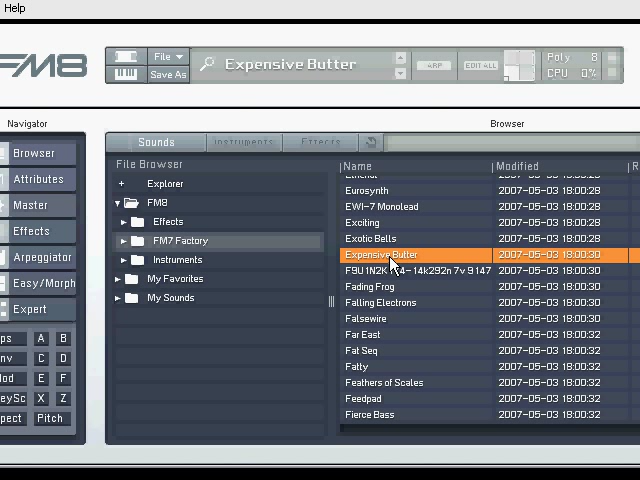 Help
FM8
File
Save As
Expensive Butter
ARP
EDIT ALL
Poly 8
CPU 0%
Navigator
Browser
Browser
Attributes
Master
Effects
Arpeggiator
Easy/Morph
Expert
ps A B
nv C D
od E F
eySc X Z
pect Pitch
Sounds Instruments Effects
File Browser
Explorer
FM8
Effects
FM7 Factory
Instruments
My Favorites
My Sounds
Name Modified R
Eurosynth 2007-05-03 18:00:28
EWI-7 Monolead 2007-05-03 18:00:28
Exciting 2007-05-03 18:00:28
Exotic Bells 2007-05-03 18:00:28
Expensive Butter 2007-05-03 18:00:30
2007-05-03 18:00:30
Fading Frog 2007-05-03 18:00:30
Falling Electrons 2007-05-03 18:00:30
Falsewire 2007-05-03 18:00:30
Far East 2007-05-03 18:00:32
Fat Seq 2007-05-03 18:00:32
Fatty 2007-05-03 18:00:32
Feathers of Scales 2007-05-03 18:00:32
Feedpad 2007-05-03 18:00:32
Fierce Bass 2007-05-03 18:00:32